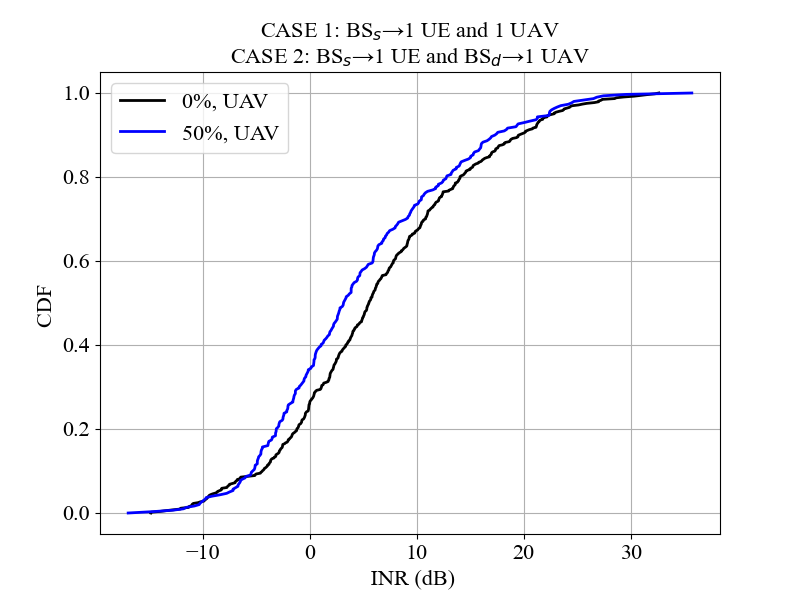 CASE 1: BSₛ→1 UE and 1 UAV
CASE 2: BSₛ→1 UE and BS_d→1 UAV
0%, UAV
50%, UAV
CDF
1.0
0.8
0.6
0.4
0.2
0.0
−10 0 10 20 30
INR (dB)